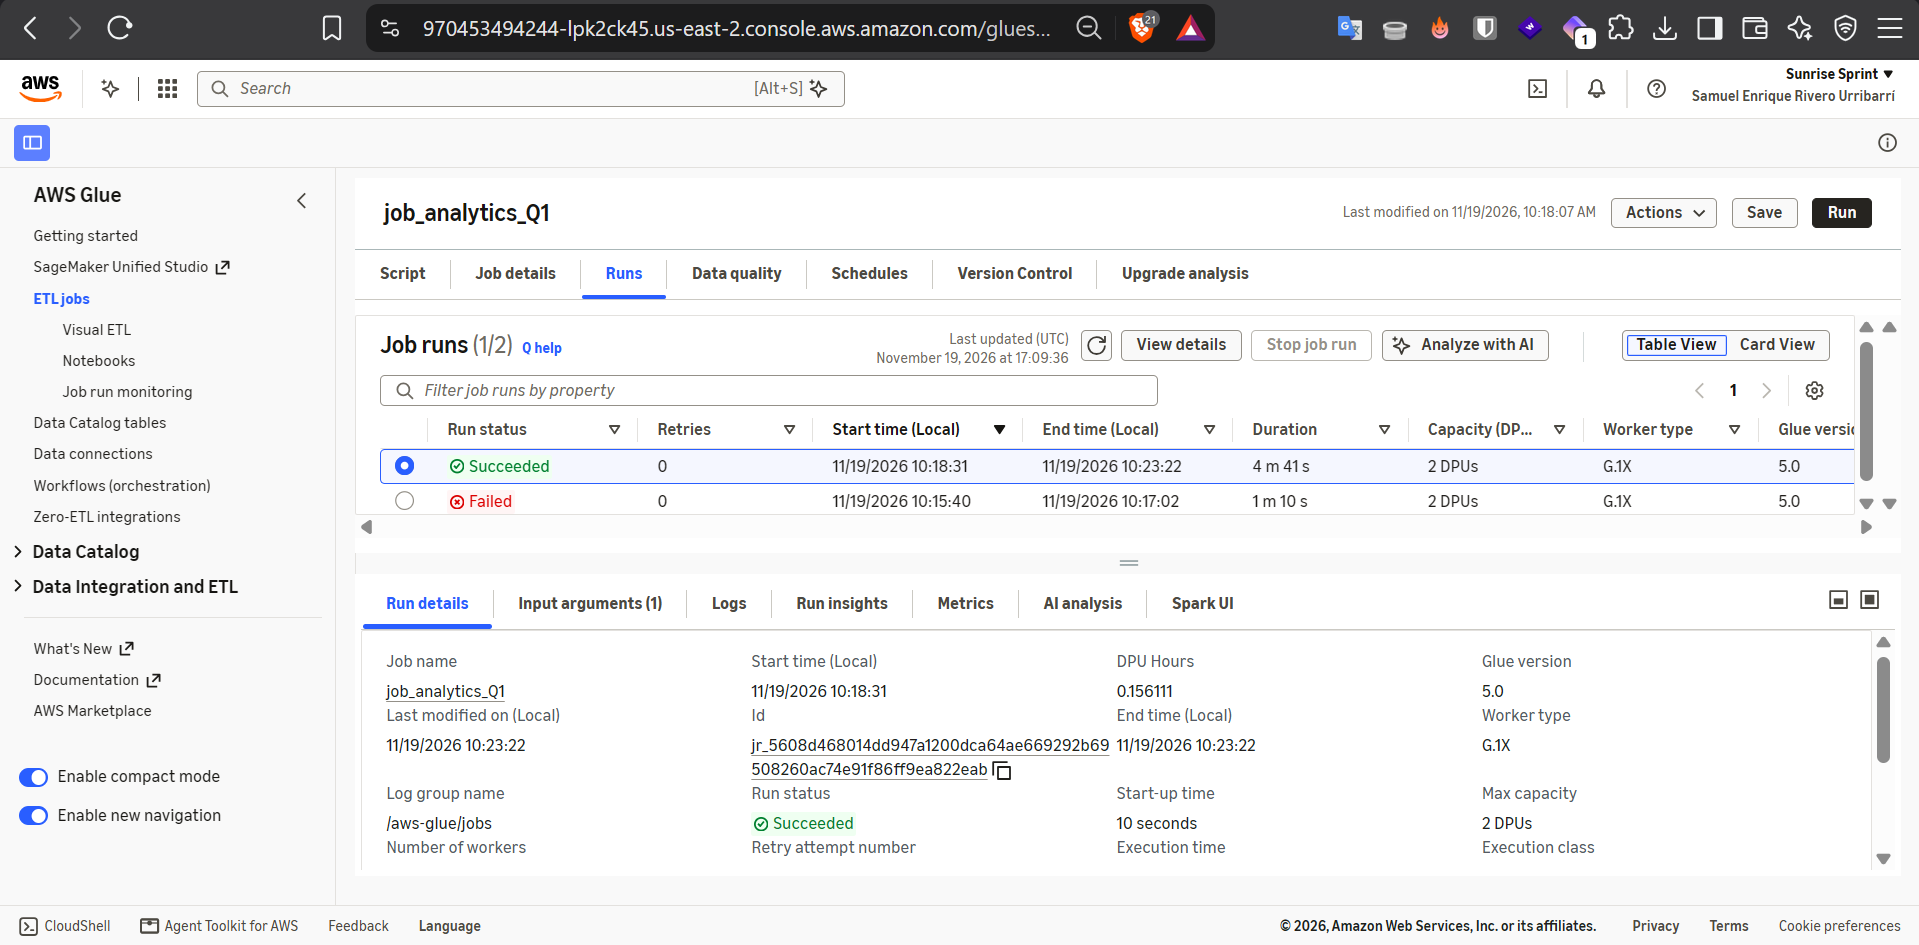 970453494244-lpk2ck45.us-east-2.console.aws.amazon.com/glues...
21
1
aws
Search
[Alt+S]
Sunrise Sprint
Samuel Enrique Rivero Urribarrí
AWS Glue
Getting started
SageMaker Unified Studio
ETL jobs
Visual ETL
Notebooks
Job run monitoring
Data Catalog tables
Data connections
Workflows (orchestration)
Zero-ETL integrations
Data Catalog
Data Integration and ETL
What's New
Documentation
AWS Marketplace
Enable compact mode
Enable new navigation
job_analytics_Q1
Last modified on 11/19/2026, 10:18:07 AM
Actions
Save
Run
Script
Job details
Runs
Data quality
Schedules
Version Control
Upgrade analysis
Job runs (1/2) Q help
Last updated (UTC)
November 19, 2026 at 17:09:36
View details
Stop job run
Analyze with AI
Table View
Card View
Filter job runs by property
1
Run status Retries Start time (Local) End time (Local) Duration Capacity (DP... Worker type Glue versi
Succeeded 0 11/19/2026 10:18:31 11/19/2026 10:23:22 4 m 41 s 2 DPUs G.1X 5.0
Failed 0 11/19/2026 10:15:40 11/19/2026 10:17:02 1 m 10 s 2 DPUs G.1X 5.0
Run details
Input arguments (1)
Logs
Run insights
Metrics
AI analysis
Spark UI
Job name Start time (Local) DPU Hours Glue version
job_analytics_Q1 11/19/2026 10:18:31 0.156111 5.0
Last modified on (Local) Id End time (Local) Worker type
11/19/2026 10:23:22 jr_5608d468014dd947a1200dca64ae669292b69 11/19/2026 10:23:22 G.1X
508260ac74e91f86ff9ea822eab
Log group name Run status Start-up time Max capacity
/aws-glue/jobs Succeeded 10 seconds 2 DPUs
Number of workers Retry attempt number Execution time Execution class
CloudShell
Agent Toolkit for AWS
Feedback
Language
© 2026, Amazon Web Services, Inc. or its affiliates.
Privacy
Terms
Cookie preferences